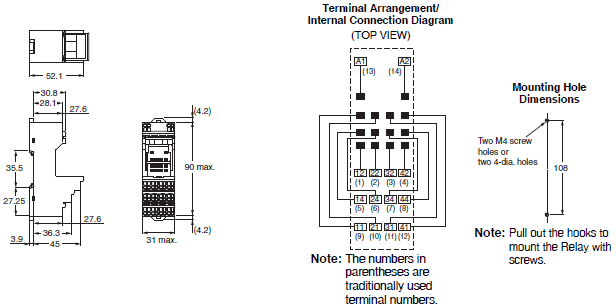 52.1
30.8
28.1
27.6
35.5
27.25
27.6
36.3
3.9
45
(4.2)
90 max.
(4.2)
31 max.
Terminal Arrangement/
Internal Connection Diagram
(TOP VIEW)
A1 A2
(13) (14)
12 22 32 42
(1) (2) (3) (4)
14 24 34 44
(5) (6) (7) (8)
11 21 31 41
(9) (10) (11) (12)
Note: The numbers in
parentheses are
traditionally used
terminal numbers.
Mounting Hole
Dimensions
Two M4 screw
holes or
two 4-dia. holes
108
Note: Pull out the hooks to
mount the Relay with
screws.